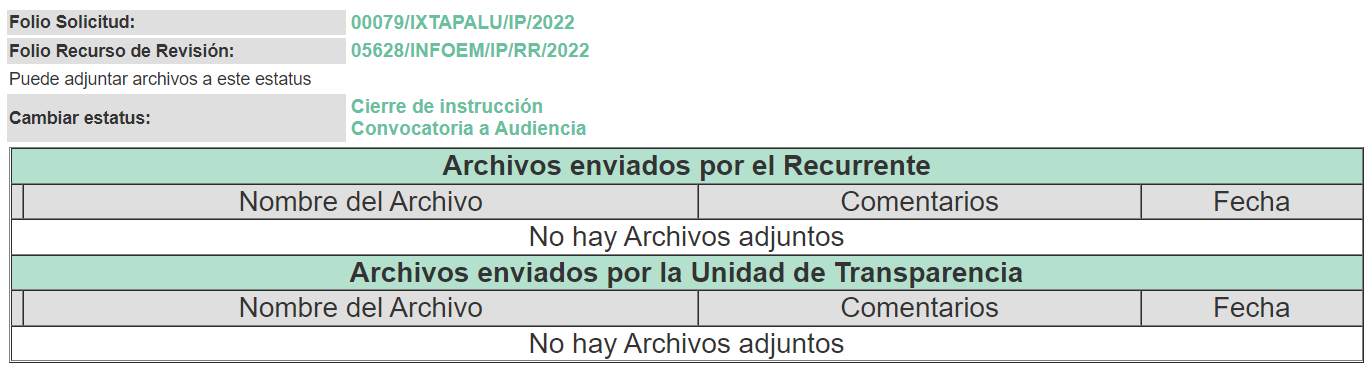 Folio Solicitud: 00079/IXTAPALU/IP/2022
Folio Recurso de Revisión: 05628/INFOEM/IP/RR/2022
Puede adjuntar archivos a este estatus
Cambiar estatus: Cierre de instrucción
Convocatoria a Audiencia
Archivos enviados por el Recurrente
Nombre del Archivo Comentarios Fecha
No hay Archivos adjuntos
Archivos enviados por la Unidad de Transparencia
Nombre del Archivo Comentarios Fecha
No hay Archivos adjuntos